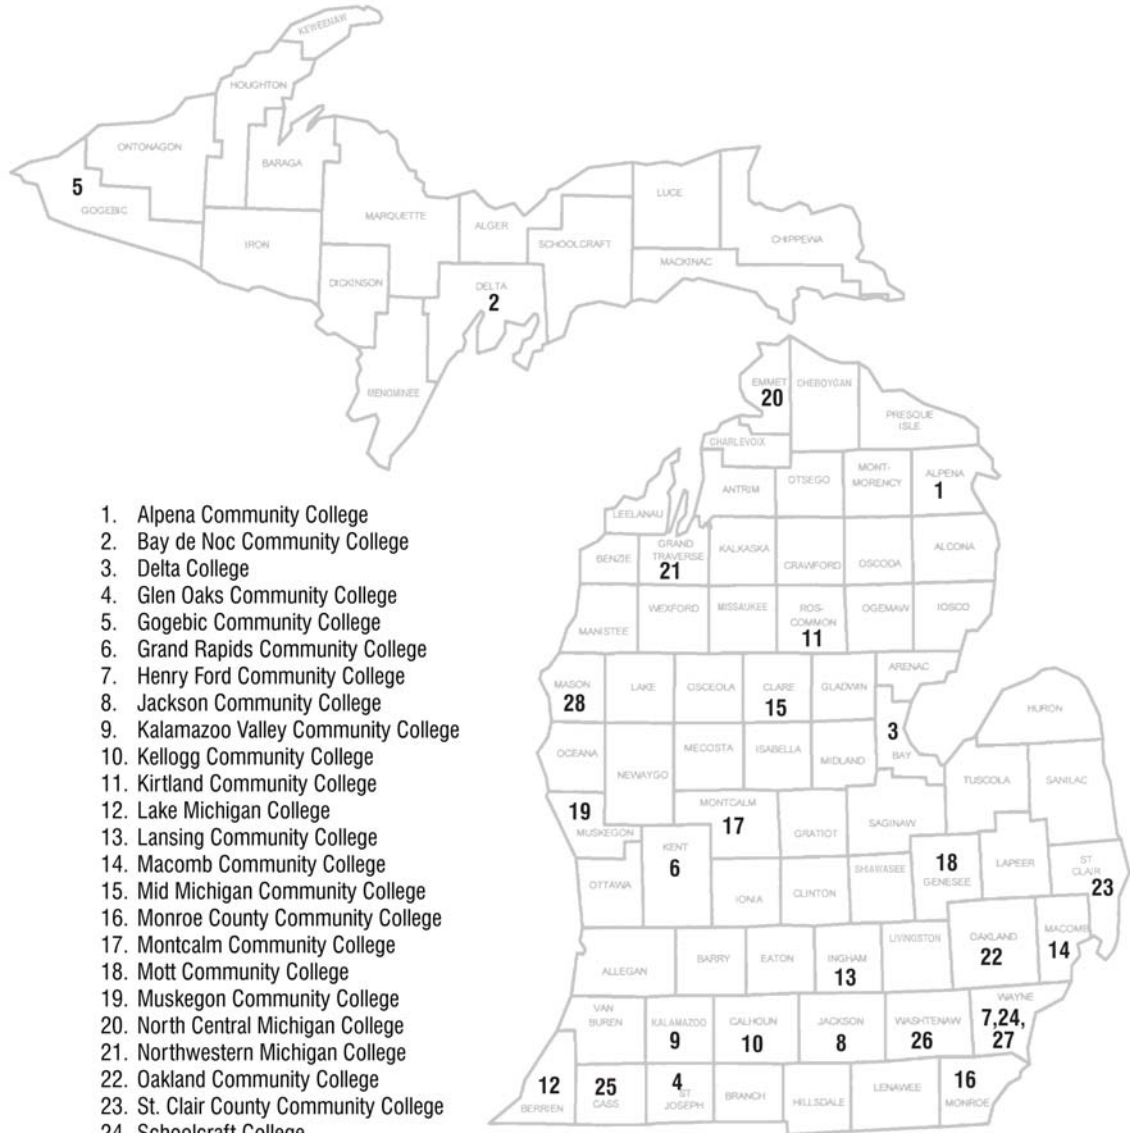 KEWEENAW
HOUGHTON
ONTONAGON
BARAGA
5
GOGEBIC
LUCE
MARQUETTE
ALGER
IRON
SCHOOLCRAFT
CHIPPEWA
MACKINAC
DICKINSON
DELTA
2
MENOMINEE
EMMET
20
CHEBOYGAN
PRESQUE
ISLE
CHARLEVOIX
ANTRIM
OTSEGO
MONT-
MORENCY
ALPENA
1
LEELANAU
BENZIE
GRAND
TRAVERSE
21
KALKASKA
CRAWFORD
OSCODA
ALCONA
MANISTEE
WEXFORD
MISSAUKEE
ROS-
COMMON
11
OGEMAW
IOSCO
MASON
28
LAKE
OSCEOLA
CLARE
15
GLADWIN
ARENAC
3
BAY
HURON
OCEANA
NEWAYGO
MECOSTA
ISABELLA
MIDLAND
TUSCOLA
SANILAC
19
MUSKEGON
MONTCALM
17
GRATIOT
SAGINAW
KENT
6
OTTAWA
IONIA
CLINTON
SHIAWASSEE
18
GENESEE
LAPEER
ST
CLAIR
23
ALLEGAN
BARRY
EATON
INGHAM
13
LIVINGSTON
OAKLAND
22
MACOMB
14
VAN
BUREN
KALAMAZOO
9
CALHOUN
10
JACKSON
8
WASHTENAW
26
WAYNE
7,24,
27
12
BERRIEN
25
CASS
4
ST
JOSEPH
BRANCH
HILLSDALE
LENAWEE
16
MONROE
1. Alpena Community College
2. Bay de Noc Community College
3. Delta College
4. Glen Oaks Community College
5. Gogebic Community College
6. Grand Rapids Community College
7. Henry Ford Community College
8. Jackson Community College
9. Kalamazoo Valley Community College
10. Kellogg Community College
11. Kirtland Community College
12. Lake Michigan College
13. Lansing Community College
14. Macomb Community College
15. Mid Michigan Community College
16. Monroe County Community College
17. Montcalm Community College
18. Mott Community College
19. Muskegon Community College
20. North Central Michigan College
21. Northwestern Michigan College
22. Oakland Community College
23. St. Clair County Community College
24. Schoolcraft College